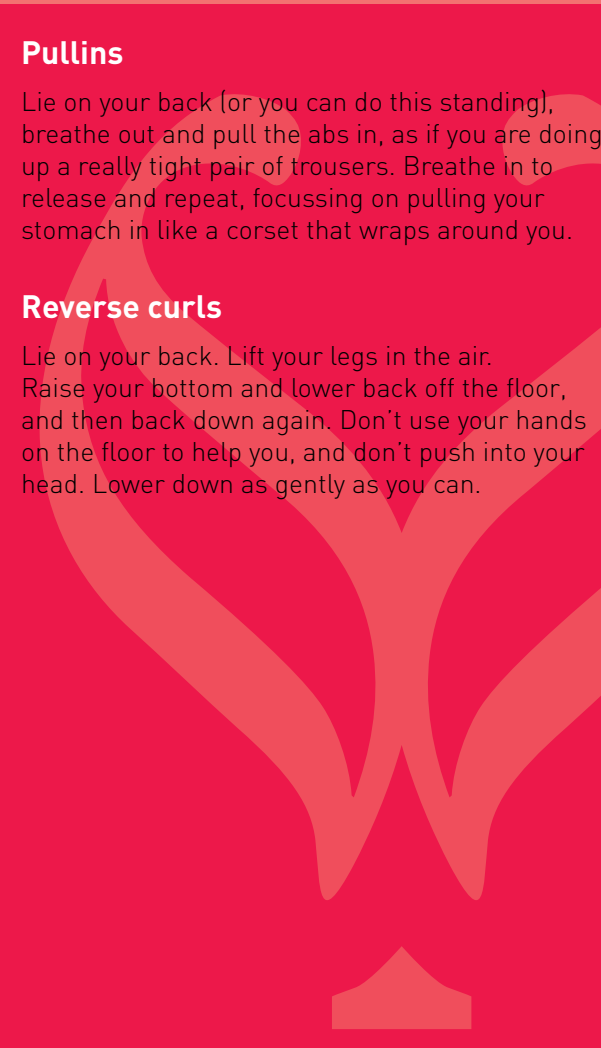 Pullins
Lie on your back (or you can do this standing),
breathe out and pull the abs in, as if you are doing
up a really tight pair of trousers. Breathe in to
release and repeat, focussing on pulling your
stomach in like a corset that wraps around you.
Reverse curls
Lie on your back. Lift your legs in the air.
Raise your bottom and lower back off the floor,
and then back down again. Don’t use your hands
on the floor to help you, and don’t push into your
head. Lower down as gently as you can.